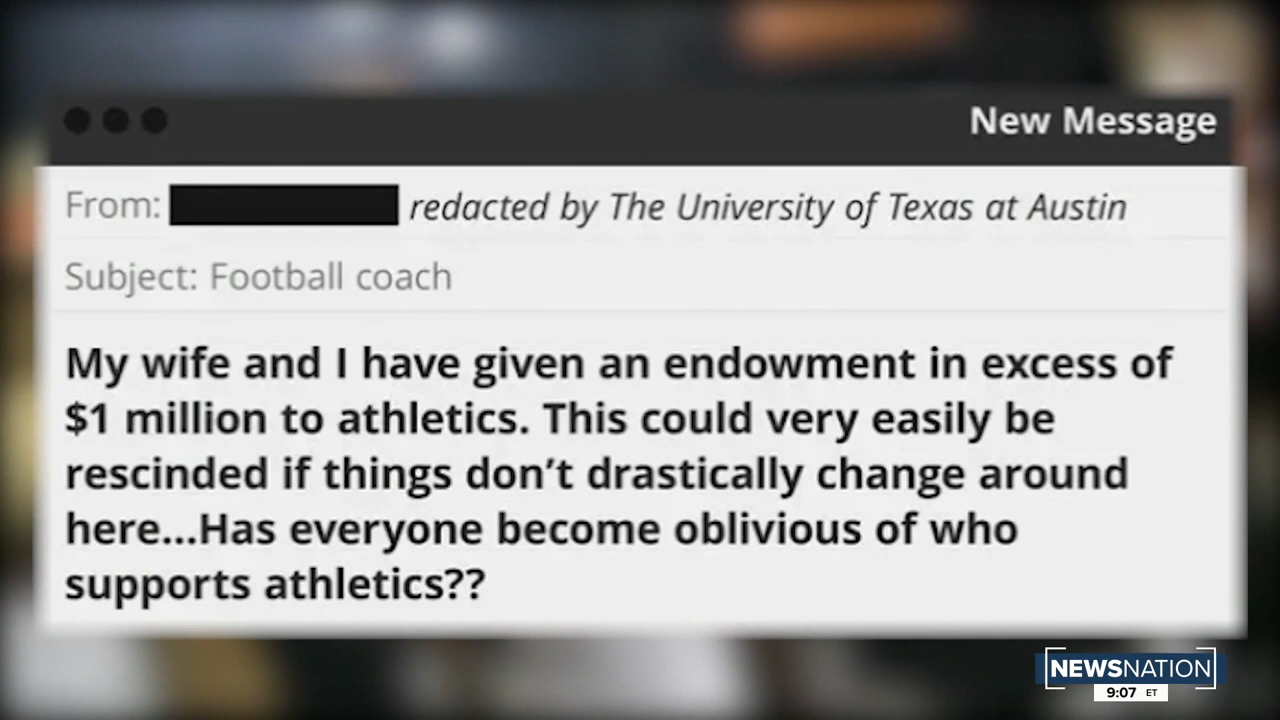 New Message
From: redacted by The University of Texas at Austin
Subject: Football coach
My wife and I have given an endowment in excess of
$1 million to athletics. This could very easily be
rescinded if things don’t drastically change around
here...Has everyone become oblivious of who
supports athletics??
NEWSNATION
9:07 ET